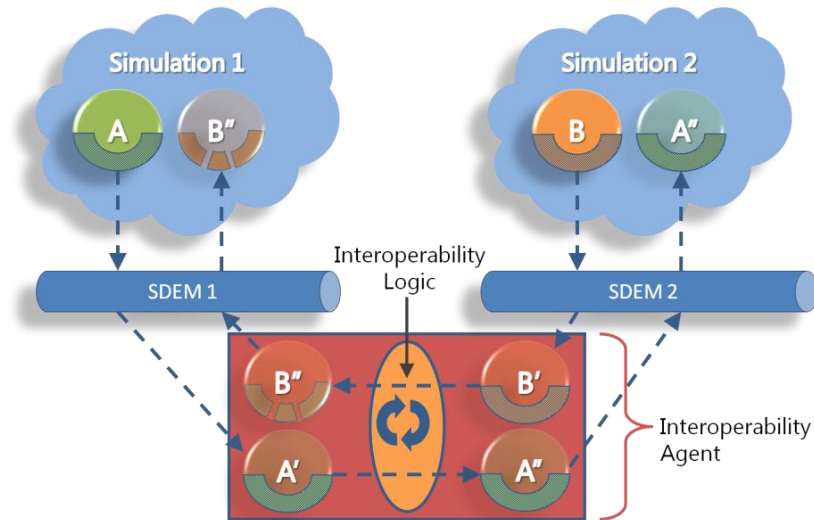 Simulation 1
Simulation 2
A
B″
B
A″
Interoperability
Logic
SDEM 1
SDEM 2
B″
B′
Interoperability
Agent
A′
A″